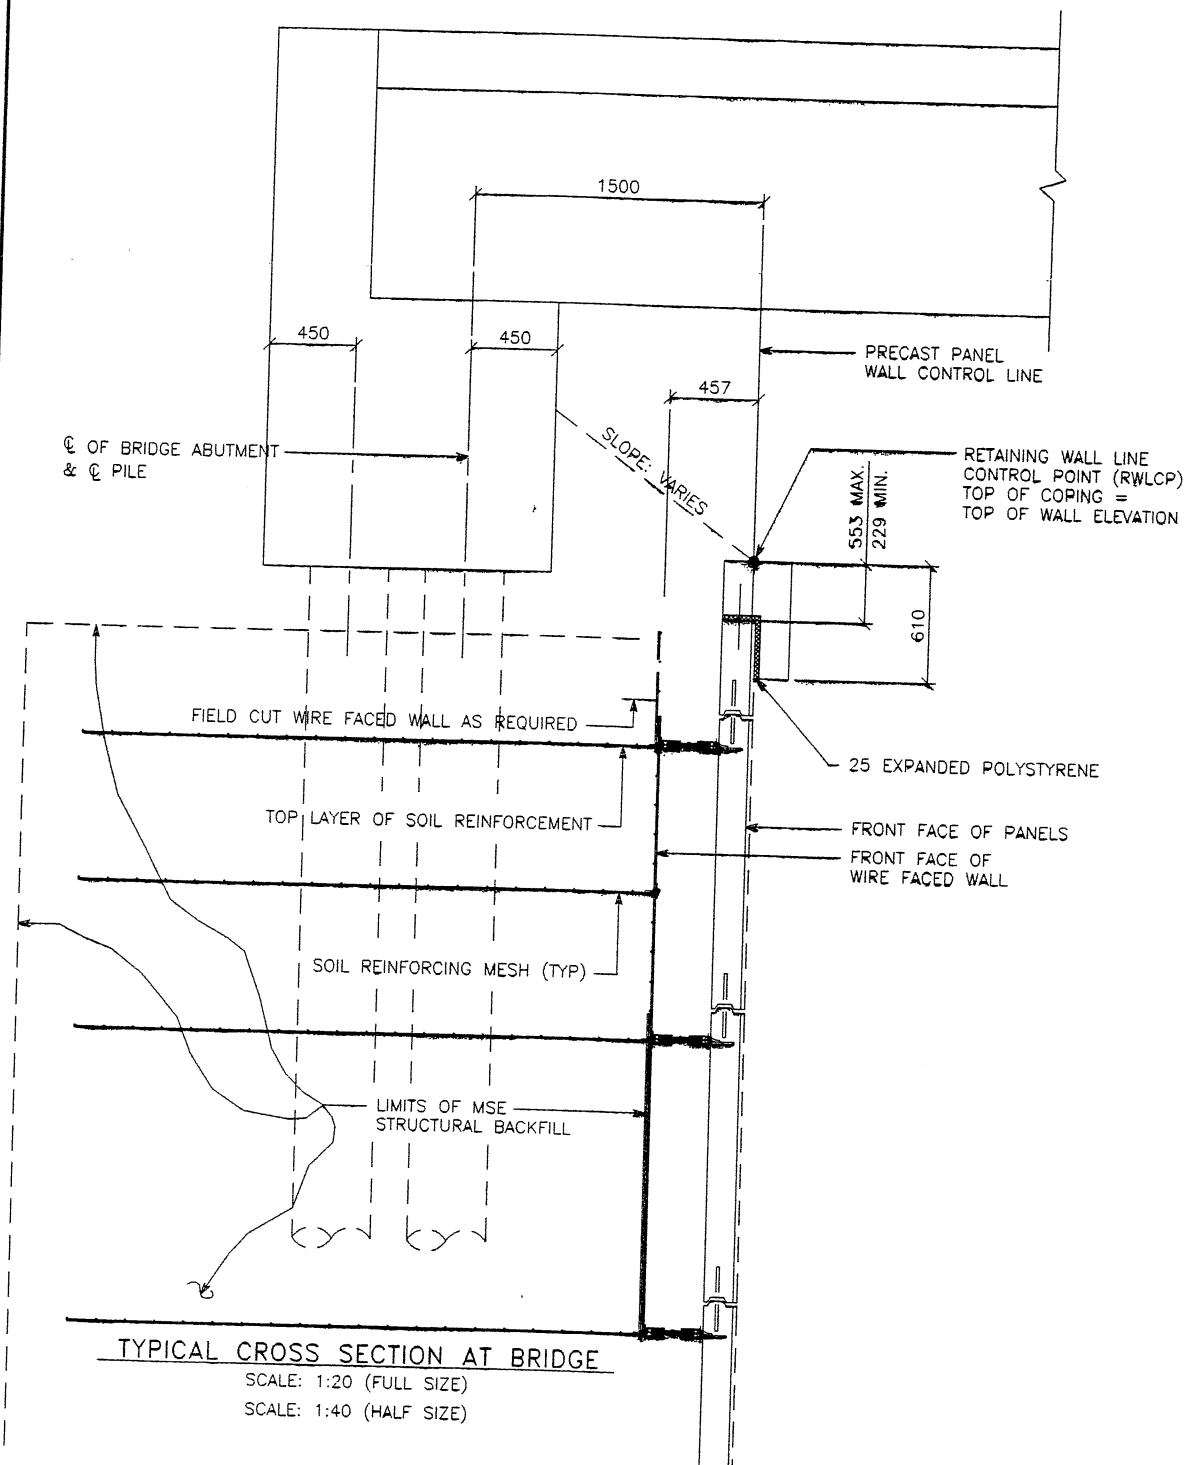 1500
450
450
PRECAST PANEL
WALL CONTROL LINE
457
℄ OF BRIDGE ABUTMENT
& ℄ PILE
SLOPE: VARIES
RETAINING WALL LINE
CONTROL POINT (RWLCP)
TOP OF COPING =
TOP OF WALL ELEVATION
553 MAX.
229 MIN.
610
FIELD CUT WIRE FACED WALL AS REQUIRED
25 EXPANDED POLYSTYRENE
TOP LAYER OF SOIL REINFORCEMENT
FRONT FACE OF PANELS
FRONT FACE OF
WIRE FACED WALL
SOIL REINFORCING MESH (TYP)
LIMITS OF MSE
STRUCTURAL BACKFILL
TYPICAL CROSS SECTION AT BRIDGE
SCALE: 1:20 (FULL SIZE)
SCALE: 1:40 (HALF SIZE)